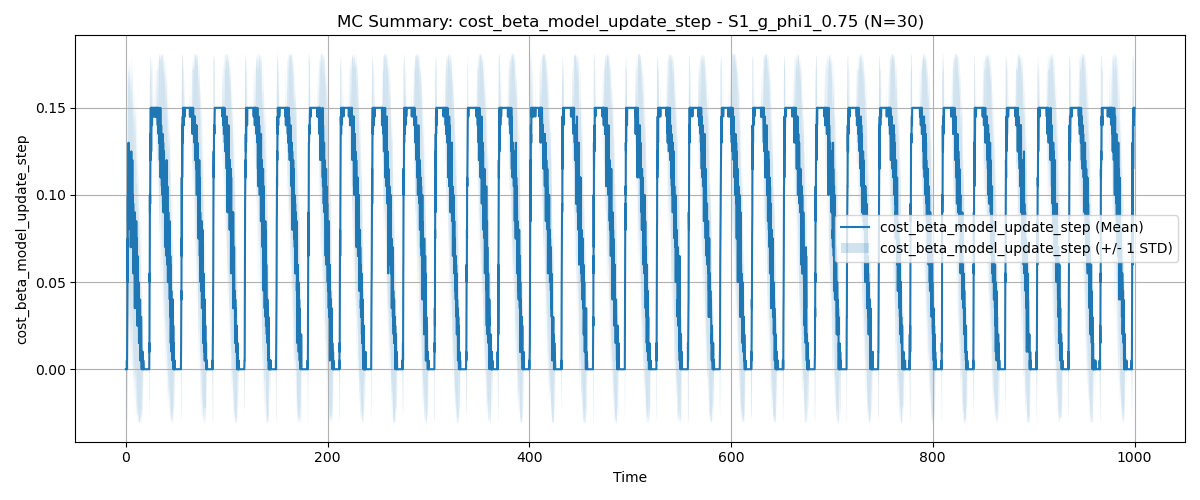 MC Summary: cost_beta_model_update_step - S1_g_phi1_0.75 (N=30)
cost_beta_model_update_step
0.15
0.10
0.05
0.00
cost_beta_model_update_step (Mean)
cost_beta_model_update_step (+/- 1 STD)
0 200 400 600 800 1000
Time